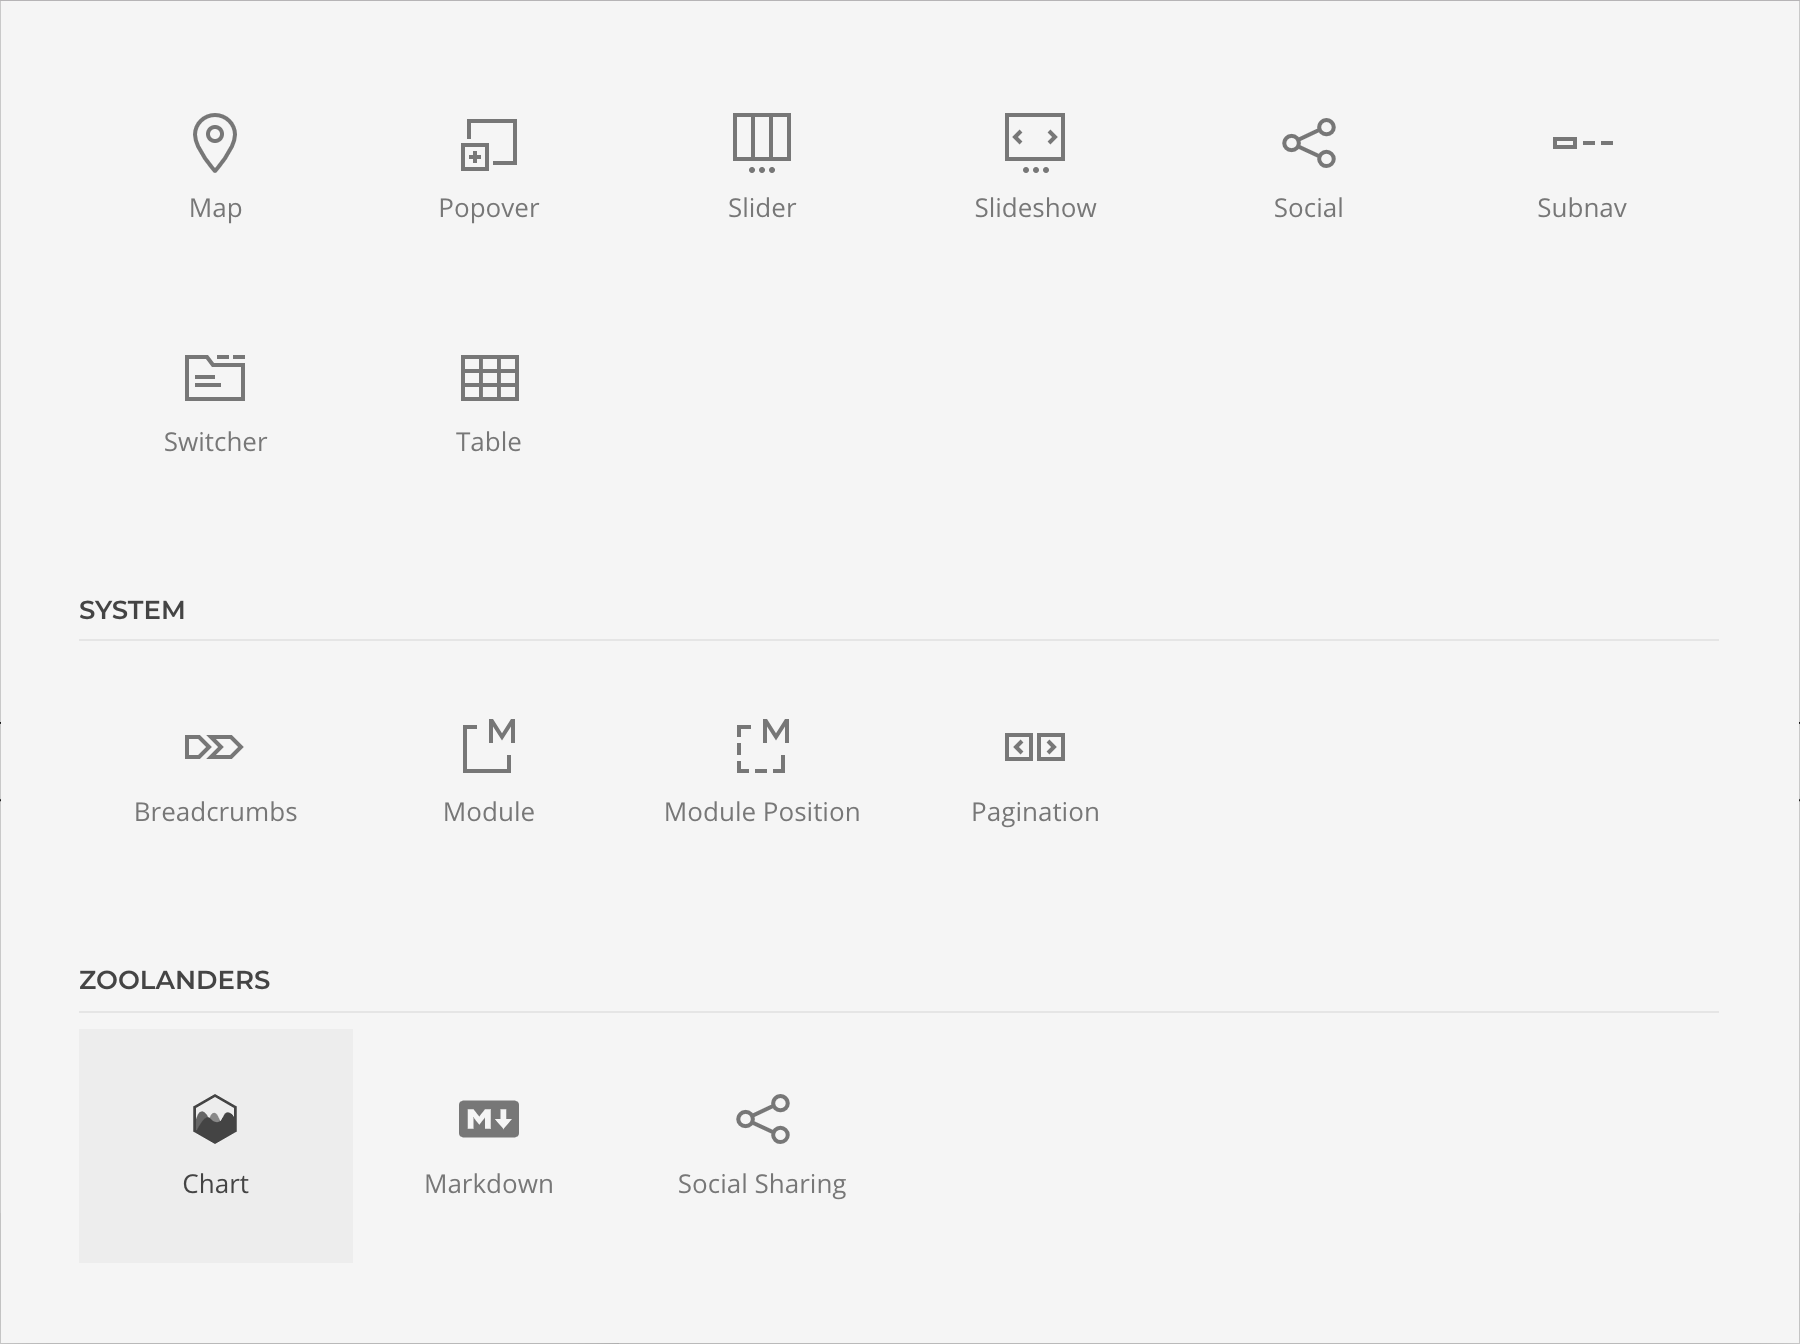 Map Popover Slider Slideshow Social Subnav
Switcher Table
SYSTEM
M M
Breadcrumbs Module Module Position Pagination
ZOOLANDERS
M
Chart Markdown Social Sharing